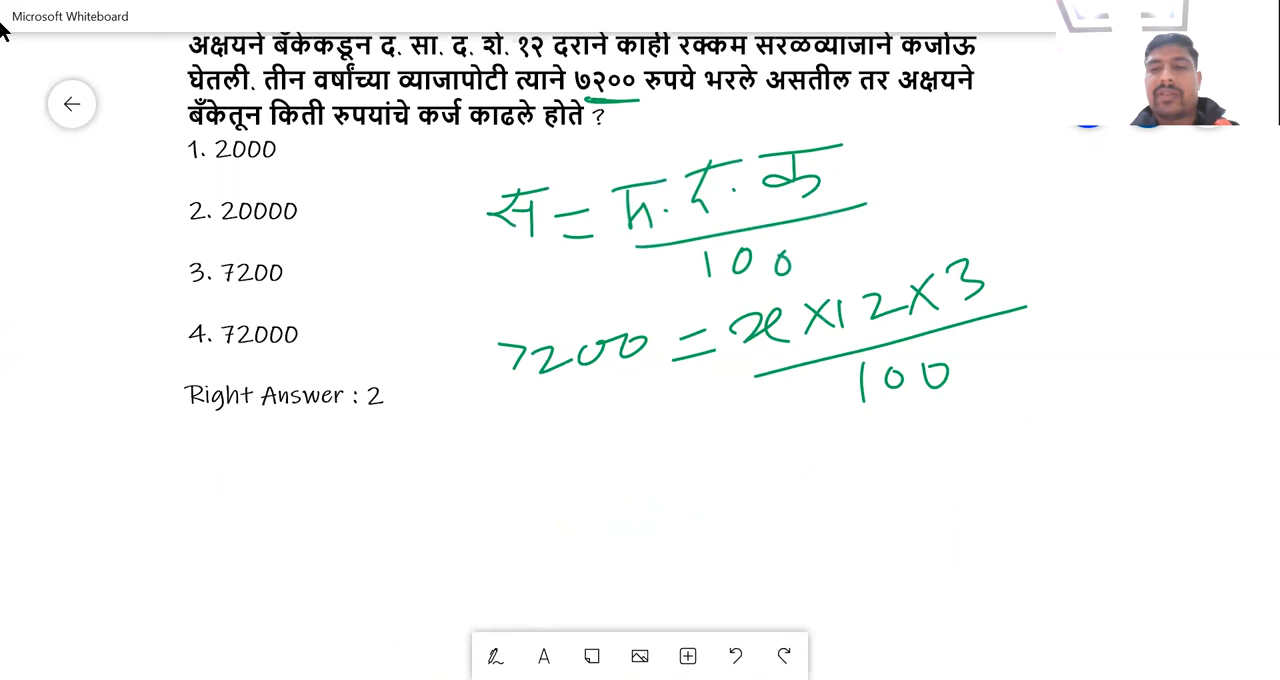 Microsoft Whiteboard
अक्षयने बँकेकडून द. सा. द. शे. १२ दराने काही रक्कम सरळव्याजाने कर्जाऊ
घेतली. तीन वर्षांच्या व्याजापोटी त्याने ७२०० रुपये भरले असतील तर अक्षयने
बँकेतून किती रुपयांचे कर्ज काढले होते ?
1. 2000
2. 20000
3. 7200
4. 72000
Right Answer : 2
स = म. द. क
100
7200 = x × 12 × 3
100
A